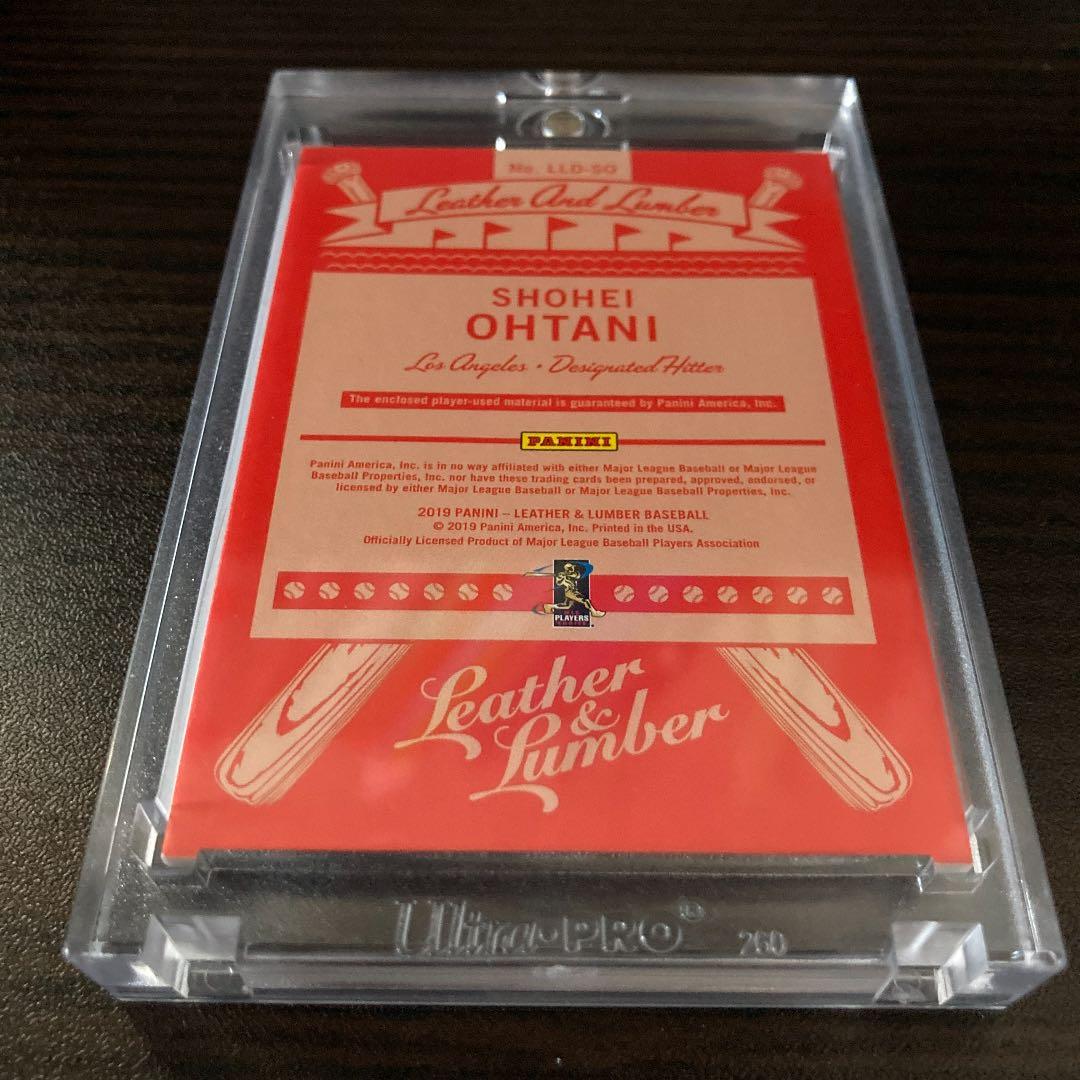 No. LLD-SO
Leather And Lumber
SHOHEI
OHTANI
Los Angeles • Designated Hitter
The enclosed player-used material is guaranteed by Panini America, Inc.
PANINI
Panini America, Inc. is in no way affiliated with either Major League Baseball or Major League
Baseball Properties, Inc. nor have these trading cards been prepared, approved, endorsed, or
licensed by either Major League Baseball or Major League Baseball Properties, Inc.
2019 PANINI – LEATHER & LUMBER BASEBALL
© 2019 Panini America, Inc. Printed in the USA.
Officially Licensed Product of Major League Baseball Players Association
PLAYERS
Leather
&
Lumber
Ultra•PRO® 260